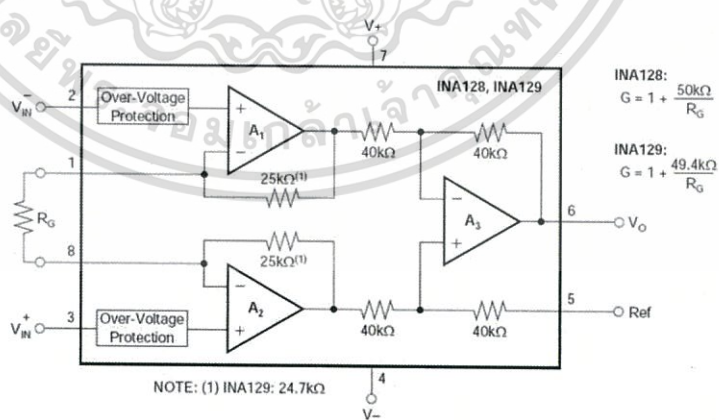 V+
7
INA128, INA129
INA128:
G = 1 + 50kΩ / RG
INA129:
G = 1 + 49.4kΩ / RG
V−IN
2
Over-Voltage
Protection
+
A1
−
40kΩ
40kΩ
1
25kΩ(1)
RG
−
A3
+
6
VO
8
25kΩ(1)
−
A2
+
V+IN
3
Over-Voltage
Protection
40kΩ
40kΩ
5
Ref
4
V−
NOTE: (1) INA129: 24.7kΩ